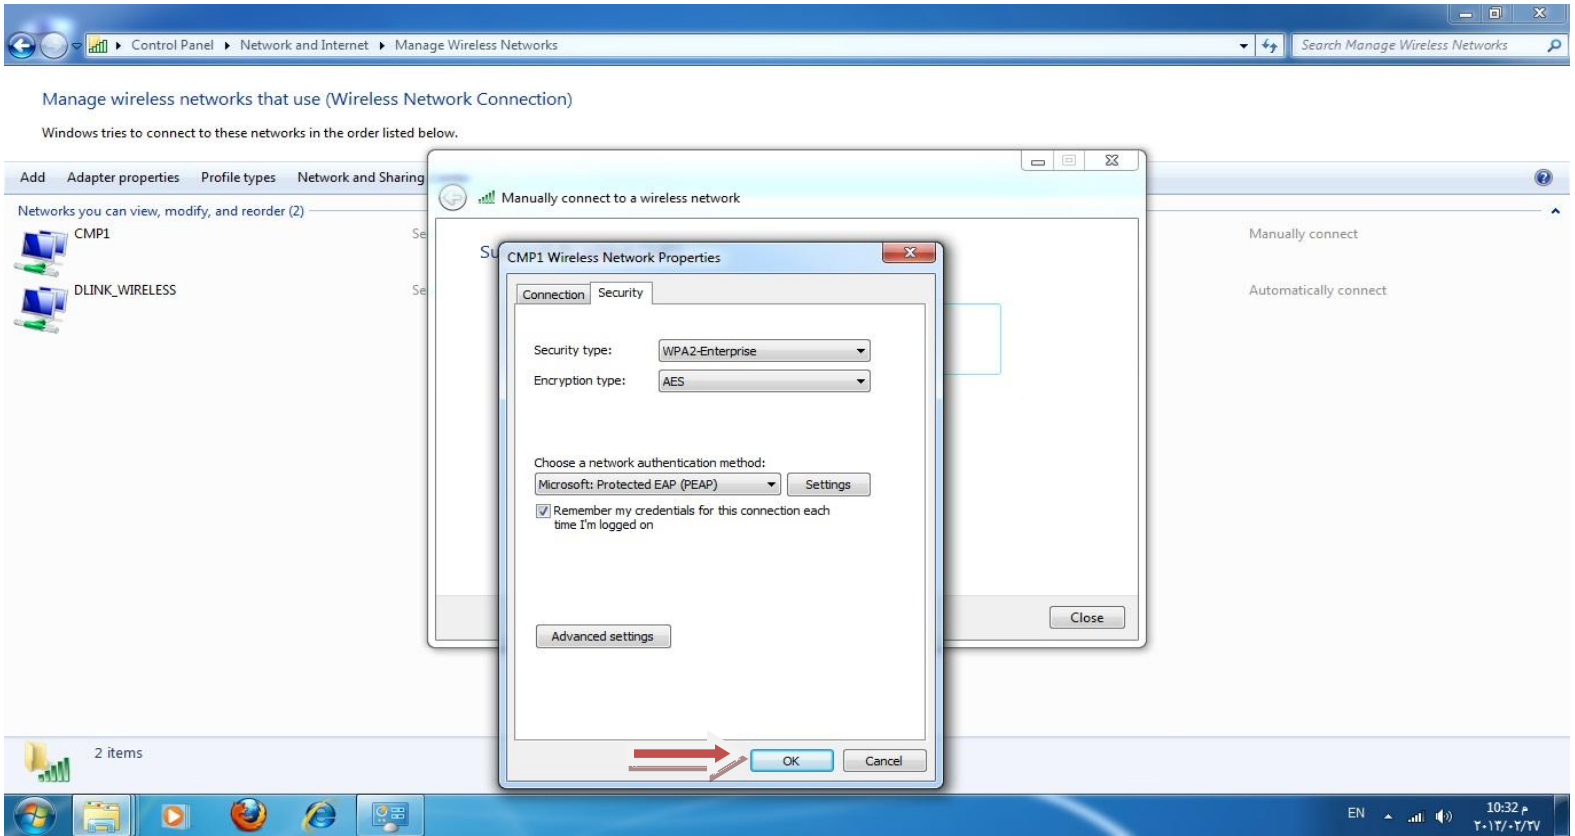 Control Panel Network and Internet Manage Wireless Networks
Search Manage Wireless Networks
Manage wireless networks that use (Wireless Network Connection)
Windows tries to connect to these networks in the order listed below.
Add Adapter properties Profile types Network and Sharing
Networks you can view, modify, and reorder (2)
CMP1 Se Manually connect
DLINK_WIRELESS Se Automatically connect
Manually connect to a wireless network
Su
CMP1 Wireless Network Properties
Connection Security
Security type: WPA2-Enterprise
Encryption type: AES
Choose a network authentication method:
Microsoft: Protected EAP (PEAP) Settings
Remember my credentials for this connection each
time I'm logged on
Advanced settings
OK Cancel
Close
2 items
EN
10:32 م
٢٠١٣/٠٢/٢٧